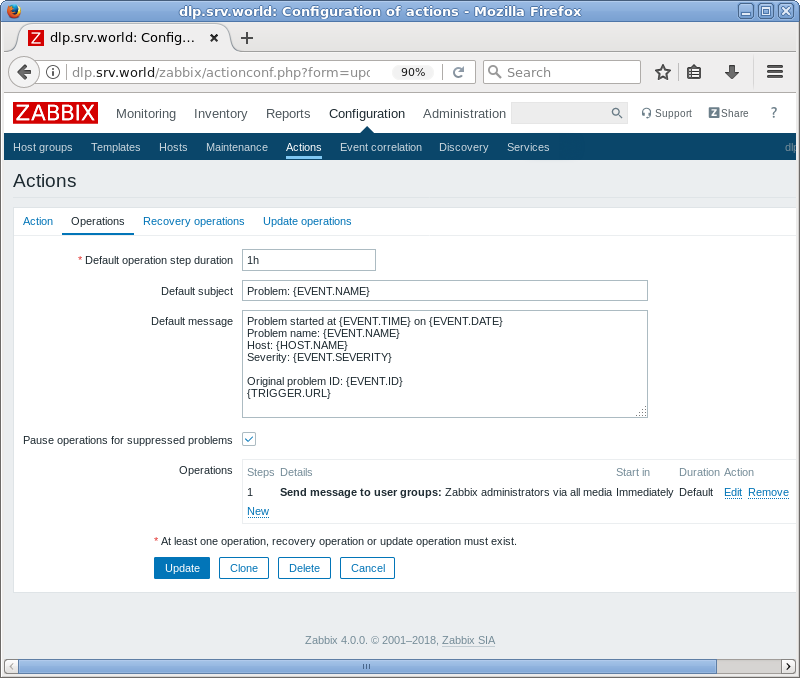 dlp.srv.world: Configuration of actions - Mozilla Firefox
Z dlp.srv.world: Config...
dlp.srv.world/zabbix/actionconf.php?form=upd 90% Search
ZABBIX Monitoring Inventory Reports Configuration Administration Support Z Share ?
Host groups Templates Hosts Maintenance Actions Event correlation Discovery Services dlp
Actions
Action Operations Recovery operations Update operations
* Default operation step duration 1h
Default subject Problem: {EVENT.NAME}
Default message Problem started at {EVENT.TIME} on {EVENT.DATE}
Problem name: {EVENT.NAME}
Host: {HOST.NAME}
Severity: {EVENT.SEVERITY}
Original problem ID: {EVENT.ID}
{TRIGGER.URL}
Pause operations for suppressed problems
Operations Steps Details Start in Duration Action
1 Send message to user groups: Zabbix administrators via all media Immediately Default Edit Remove
New
* At least one operation, recovery operation or update operation must exist.
Update Clone Delete Cancel
Zabbix 4.0.0. © 2001–2018, Zabbix SIA